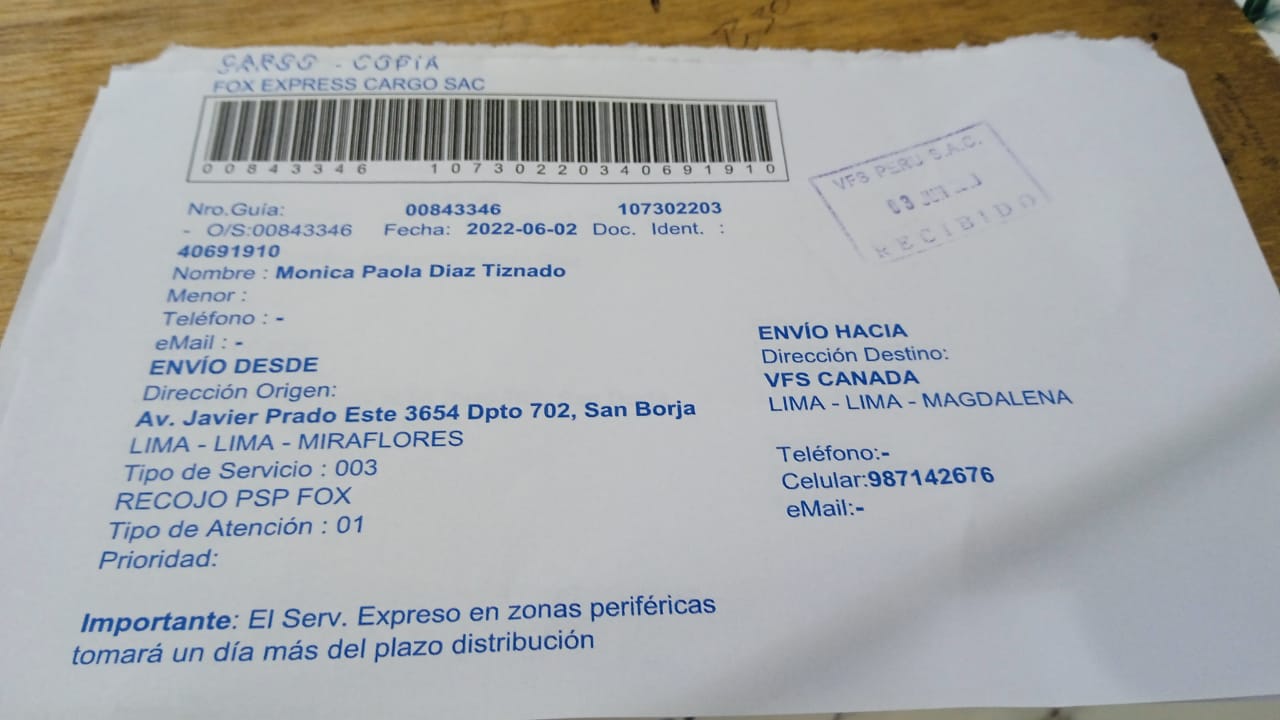 CARGO - COPIA
FOX EXPRESS CARGO SAC
00843346 10730220340691910
VFS PERU S.A.C.
03 JUN
RECIBIDO
Nro.Guía: 00843346 107302203
- O/S:00843346 Fecha: 2022-06-02 Doc. Ident. :
40691910
Nombre : Monica Paola Diaz Tiznado
Menor :
Teléfono : -
eMail : -
ENVÍO DESDE
Dirección Origen:
Av. Javier Prado Este 3654 Dpto 702, San Borja
LIMA - LIMA - MIRAFLORES
Tipo de Servicio : 003
RECOJO PSP FOX
Tipo de Atención : 01
Prioridad:
ENVÍO HACIA
Dirección Destino:
VFS CANADA
LIMA - LIMA - MAGDALENA
Teléfono:-
Celular:987142676
eMail:-
Importante: El Serv. Expreso en zonas periféricas
tomará un día más del plazo distribución